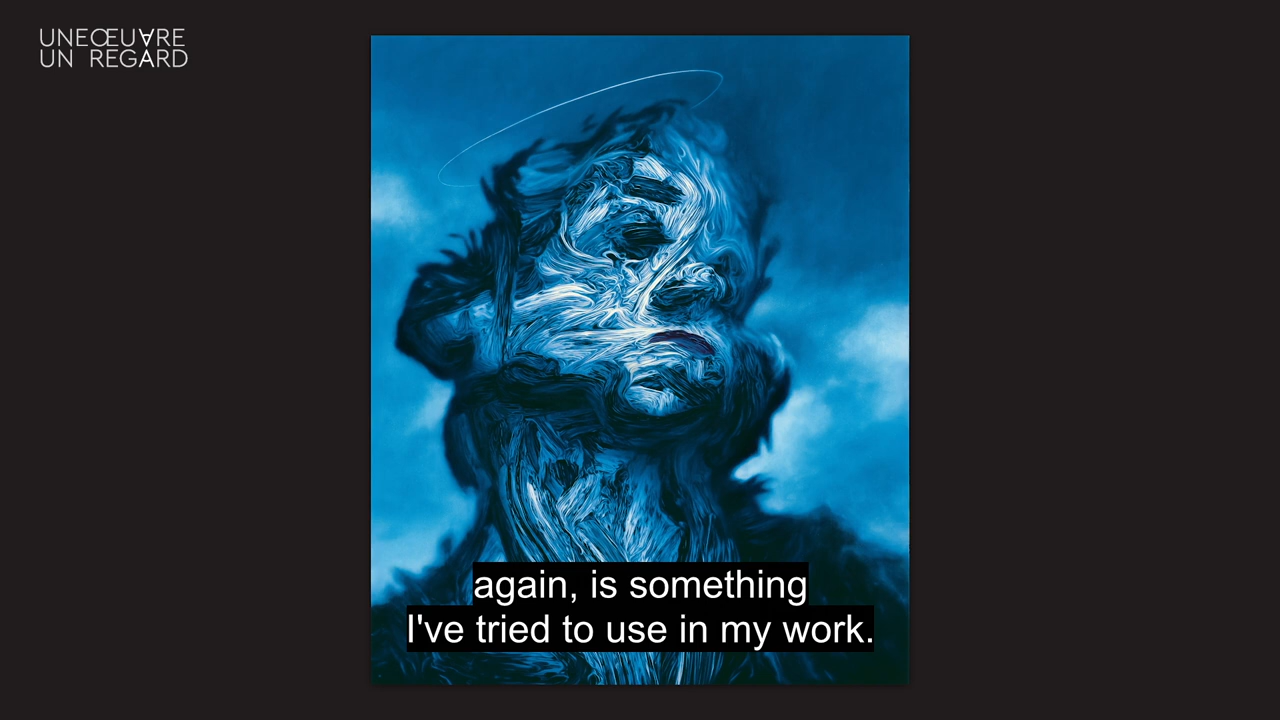 UNEŒUVRE
UN REGARD
again, is something
I've tried to use in my work.